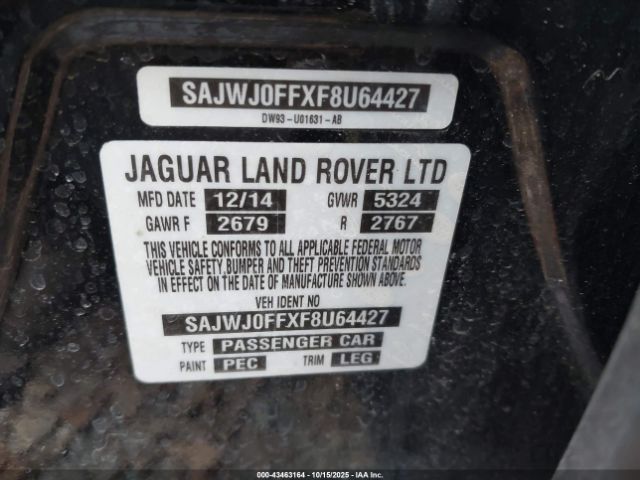 SAJWJ0FFXF8U64427
DW93-U01631-AB
JAGUAR LAND ROVER LTD
MFD DATE 12/14 GVWR 5324
GAWR F 2679 R 2767
THIS VEHICLE CONFORMS TO ALL APPLICABLE FEDERAL MOTOR
VEHICLE SAFETY,BUMPER AND THEFT PREVENTION STANDARDS
IN EFFECT ON THE DATE OF MANUFACTURE SHOWN ABOVE.
VEH IDENT NO
SAJWJ0FFXF8U64427
TYPE PASSENGER CAR
PAINT PEC TRIM LEG
(STOCK) 43463164 | 10/15/2025 | IAA Inc.